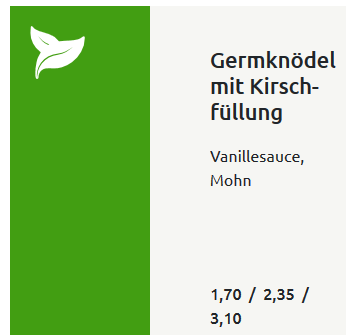 Germknödel
mit Kirsch-
füllung
Vanillesauce,
Mohn
1,70 / 2,35 /
3,10